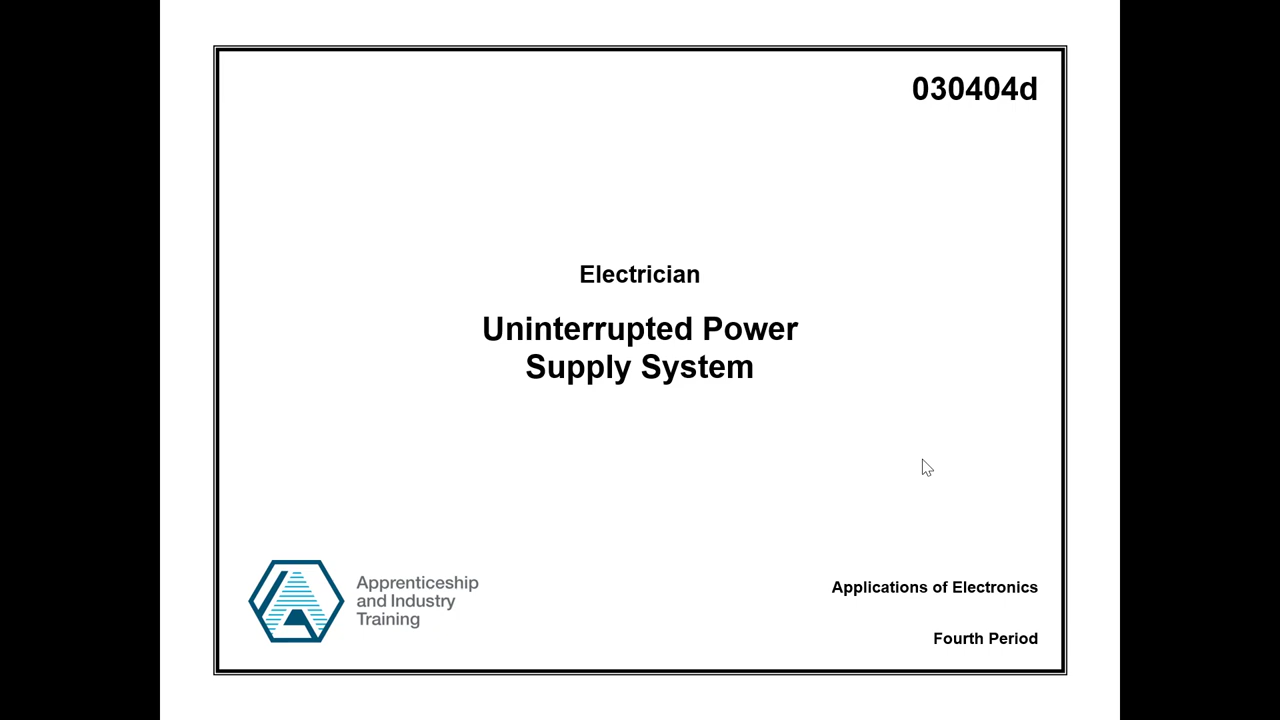 030404d
Electrician
Uninterrupted Power
Supply System
Apprenticeship
and Industry
Training
Applications of Electronics
Fourth Period